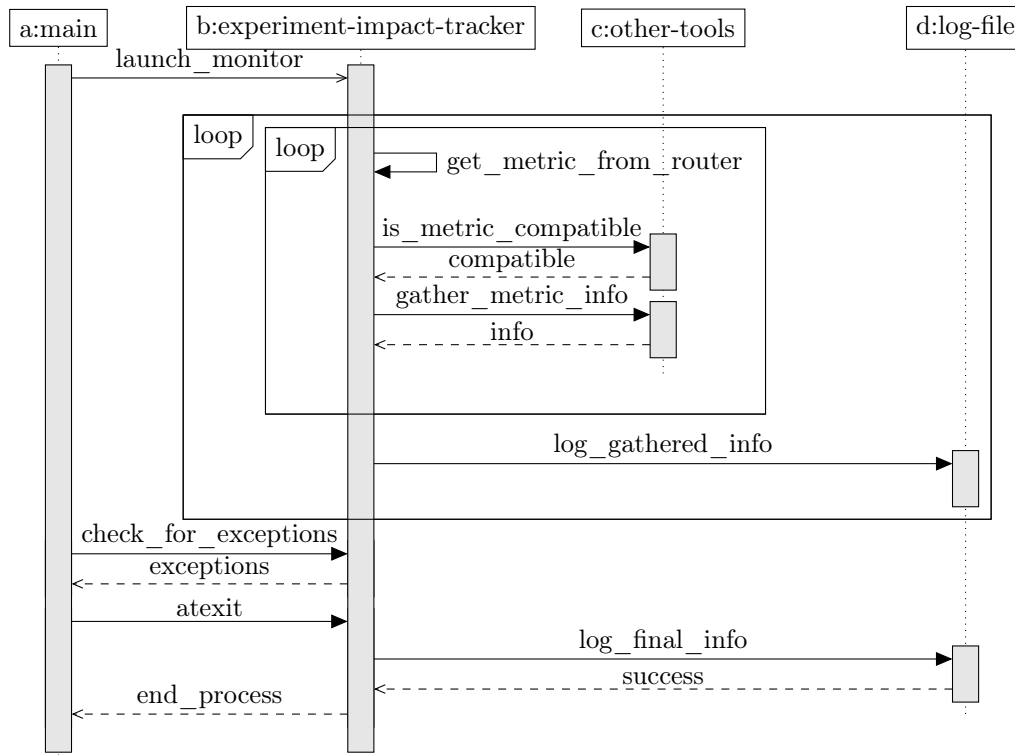 a:main
b:experiment-impact-tracker
c:other-tools
d:log-file
launch_monitor
loop
loop
get_metric_from_router
is_metric_compatible
compatible
gather_metric_info
info
log_gathered_info
check_for_exceptions
exceptions
atexit
log_final_info
success
end_process